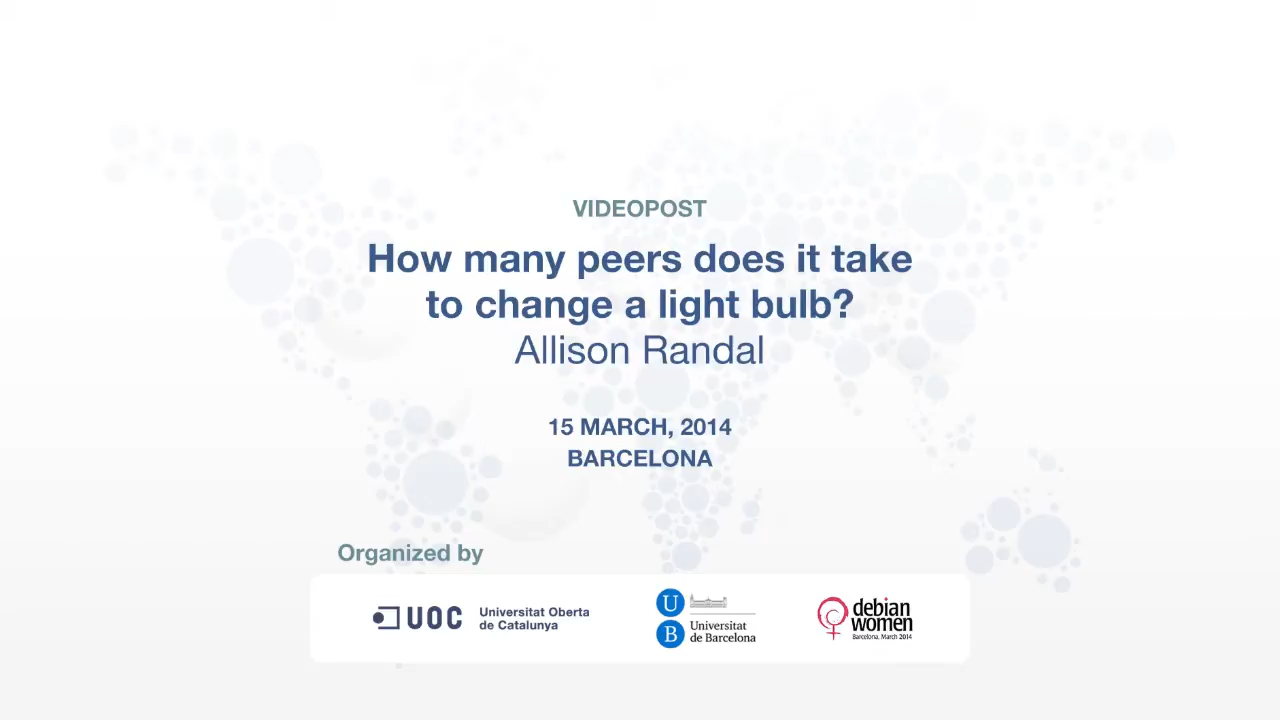 VIDEOPOST
How many peers does it take
to change a light bulb?
Allison Randal
15 MARCH, 2014
BARCELONA
Organized by
UOC Universitat Oberta
de Catalunya
U
B
Universitat
de Barcelona
debian
women
Barcelona, March 2014